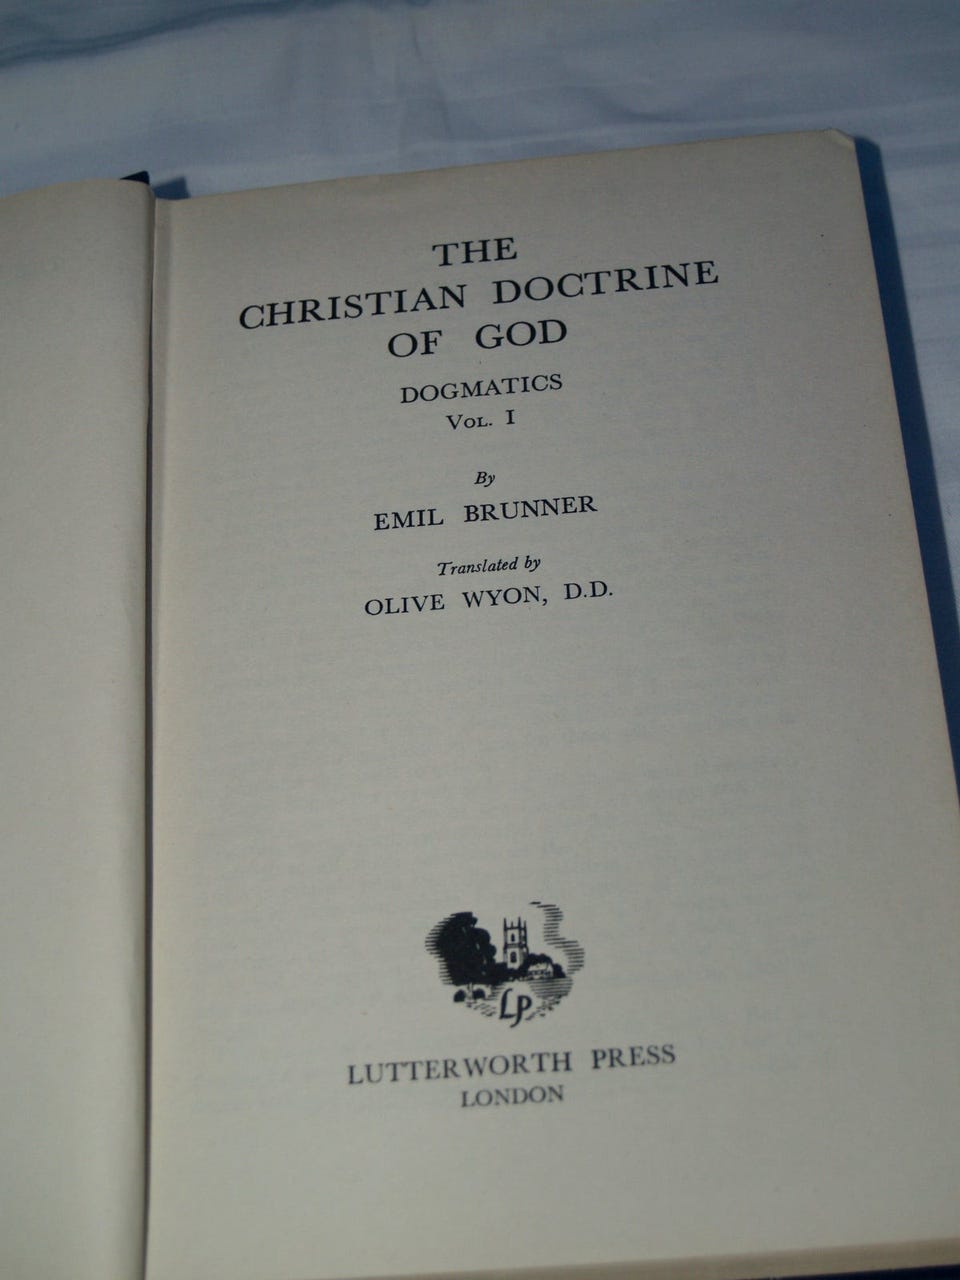 THE
CHRISTIAN DOCTRINE
OF GOD
DOGMATICS
VOL. I
By
EMIL BRUNNER
Translated by
OLIVE WYON, D.D.
LP
LUTTERWORTH PRESS
LONDON